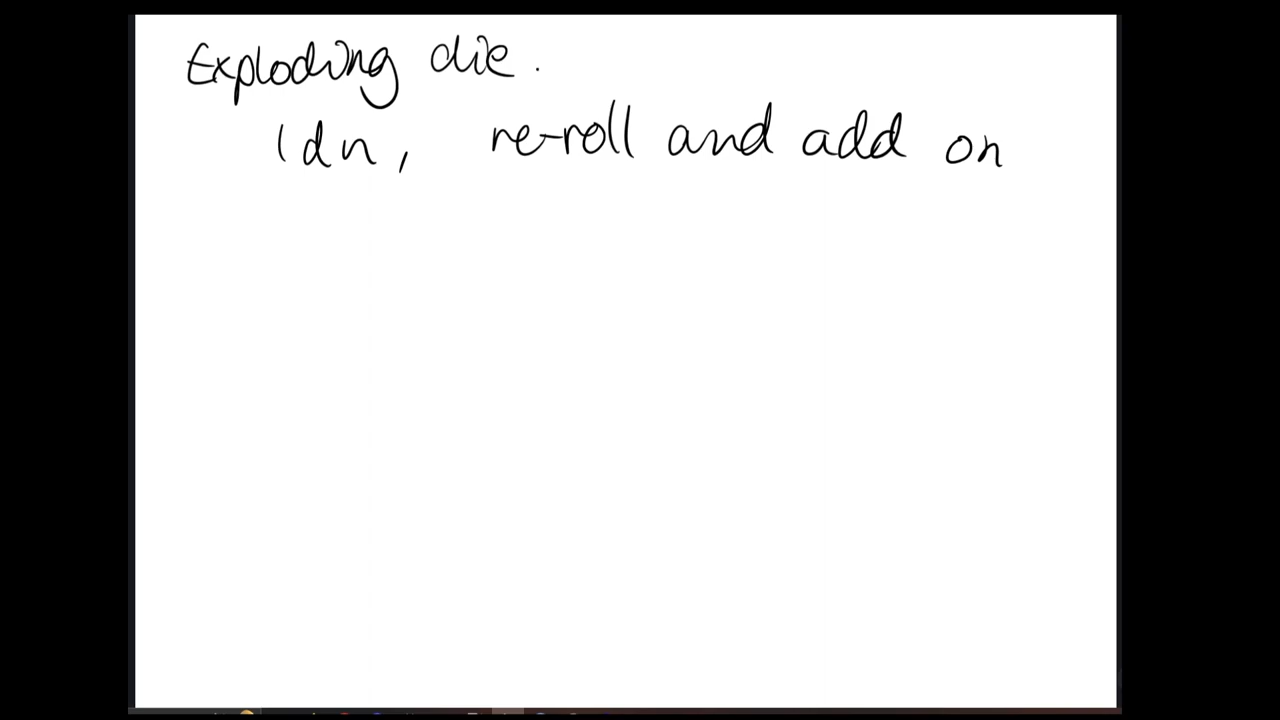 Exploding die.
1dn, re-roll and add on